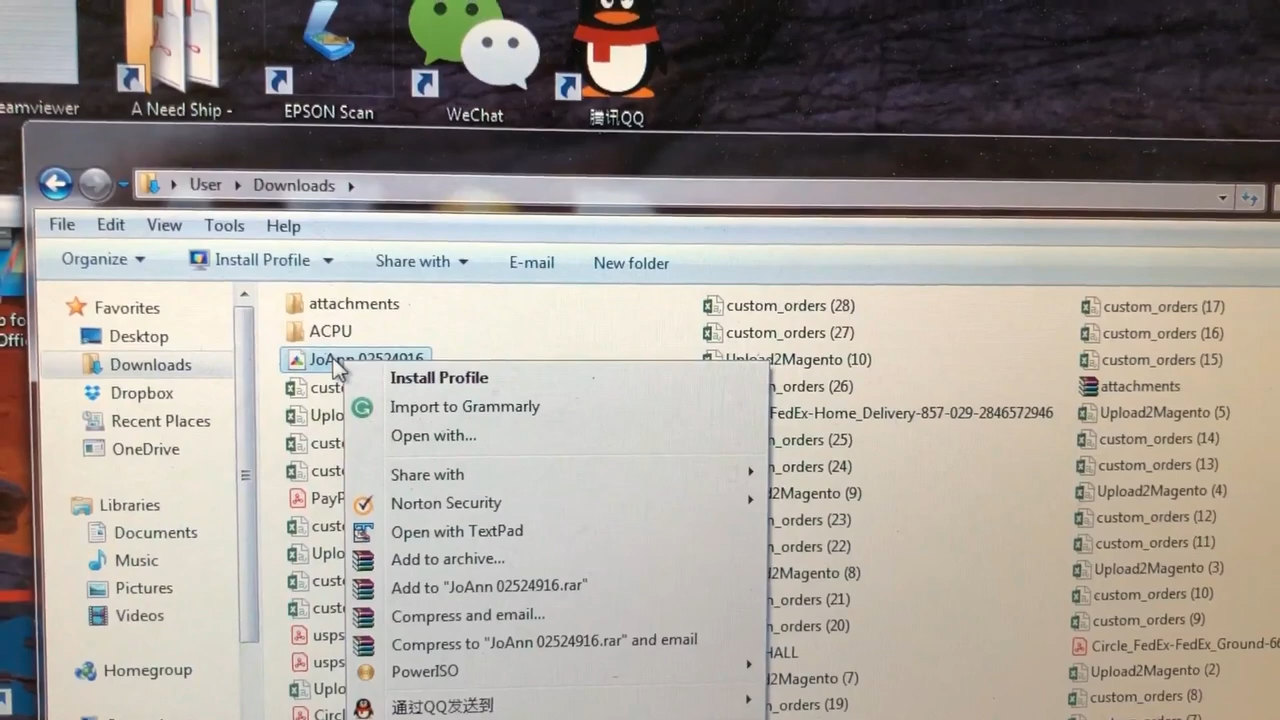 eamviewer
A Need Ship -
EPSON Scan
WeChat
腾讯QQ
User
Downloads
File
Edit
View
Tools
Help
Organize
Install Profile
Share with
E-mail
New folder
Favorites
Desktop
Downloads
Dropbox
Recent Places
OneDrive
Libraries
Documents
Music
Pictures
Videos
Homegroup
attachments
ACPU
JoAnn 02524916
cust
Uplo
cust
cust
PayP
cust
Uplo
cust
cust
usps
usps
Uplo
Circl
Install Profile
Import to Grammarly
Open with...
Share with
Norton Security
Open with TextPad
Add to archive...
Add to "JoAnn 02524916.rar"
Compress and email...
Compress to "JoAnn 02524916.rar" and email
PowerISO
通过QQ发送到
custom_orders (28)
custom_orders (27)
Upload2Magento (10)
n_orders (26)
FedEx-Home_Delivery-857-029-2846572946
n_orders (25)
n_orders (24)
d2Magento (9)
n_orders (23)
n_orders (22)
d2Magento (8)
n_orders (21)
n_orders (20)
HALL
d2Magento (7)
n_orders (19)
custom_orders (17)
custom_orders (16)
custom_orders (15)
attachments
Upload2Magento (5)
custom_orders (14)
custom_orders (13)
Upload2Magento (4)
custom_orders (12)
custom_orders (11)
Upload2Magento (3)
custom_orders (10)
custom_orders (9)
Circle_FedEx-FedEx_Ground-60
Upload2Magento (2)
custom_orders (8)